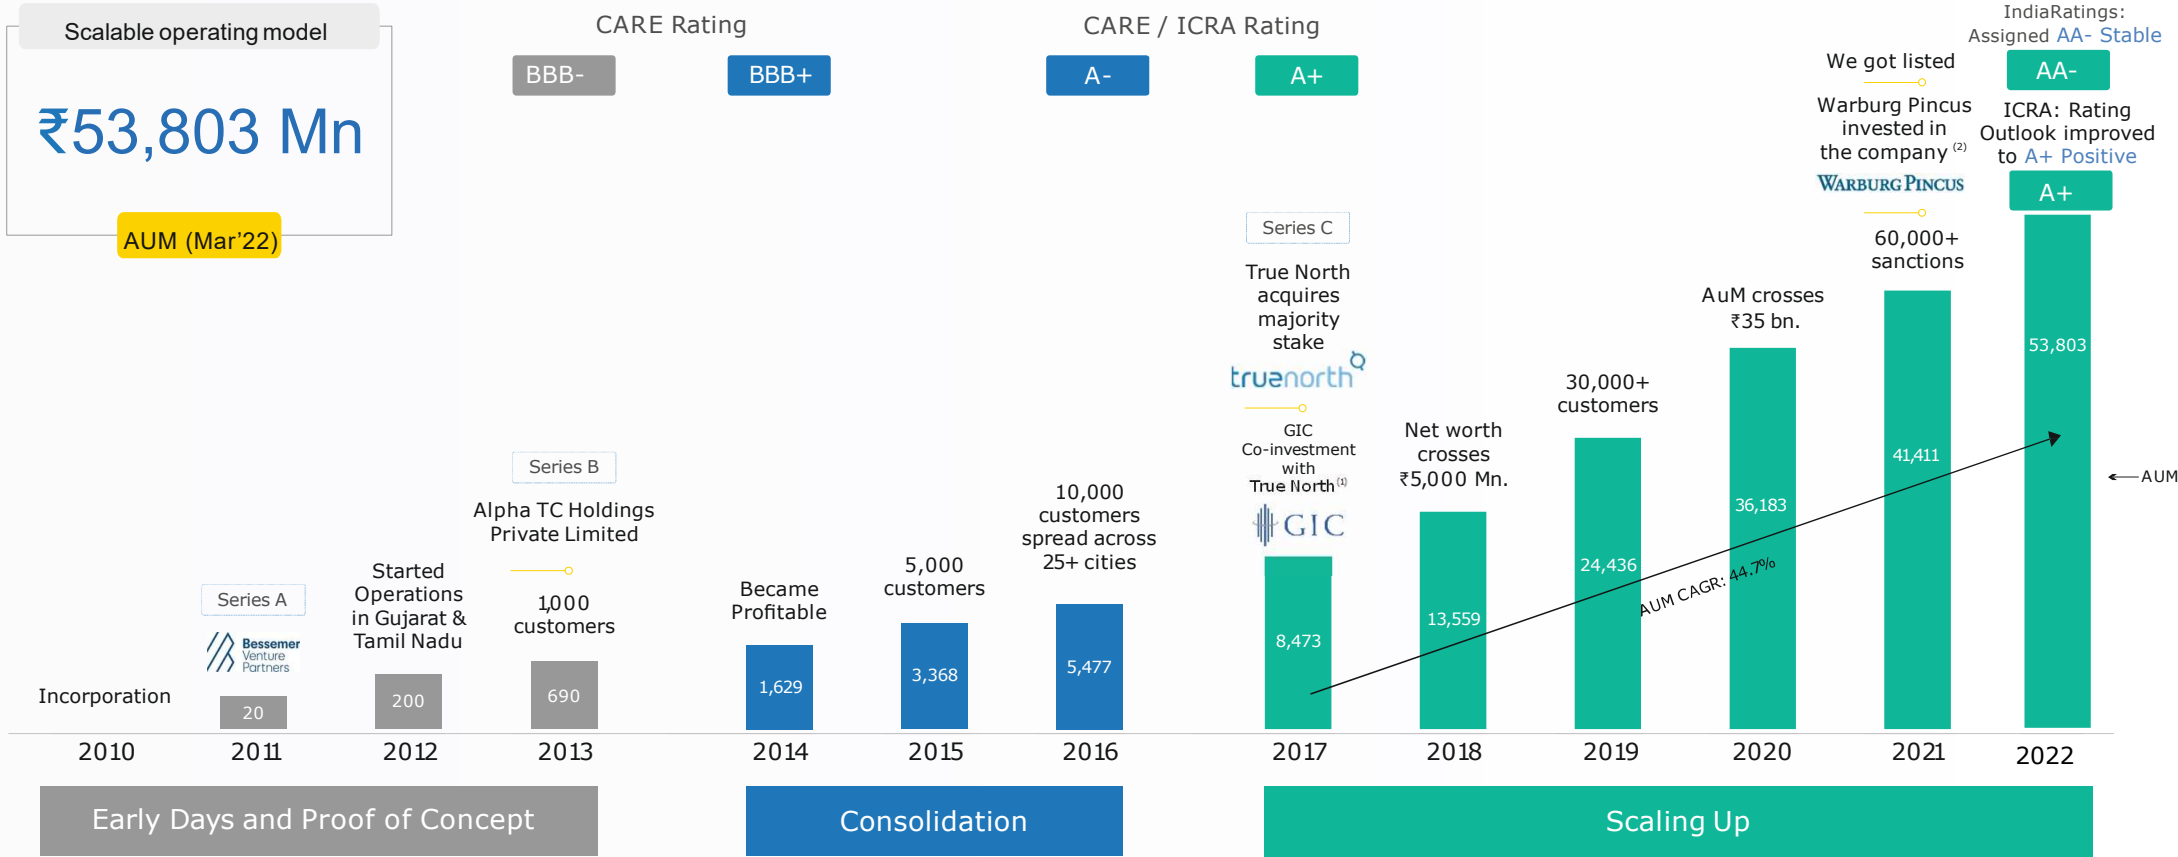 Scalable operating model
₹53,803 Mn
AUM (Mar'22)
CARE Rating
BBB-
BBB+
CARE / ICRA Rating
A-
A+
IndiaRatings:
Assigned AA- Stable
AA-
ICRA: Rating
Outlook improved
to A+ Positive
A+
We got listed
Warburg Pincus
invested in
the company (2)
WARBURG PINCUS
60,000+
sanctions
AuM crosses
₹35 bn.
30,000+
customers
Net worth
crosses
₹5,000 Mn.
Series C
True North
acquires
majority
stake
truenorth
GIC
Co-investment
with
True North (1)
GIC
10,000
customers
spread across
25+ cities
5,000
customers
Became
Profitable
Series B
Alpha TC Holdings
Private Limited
1,000
customers
Started
Operations
in Gujarat &
Tamil Nadu
Series A
Bessemer
Venture
Partners
Incorporation
20
200
690
1,629
3,368
5,477
8,473
13,559
24,436
36,183
41,411
53,803
AUM CAGR: 44.7%
AUM
2010
2011
2012
2013
2014
2015
2016
2017
2018
2019
2020
2021
2022
Early Days and Proof of Concept
Consolidation
Scaling Up